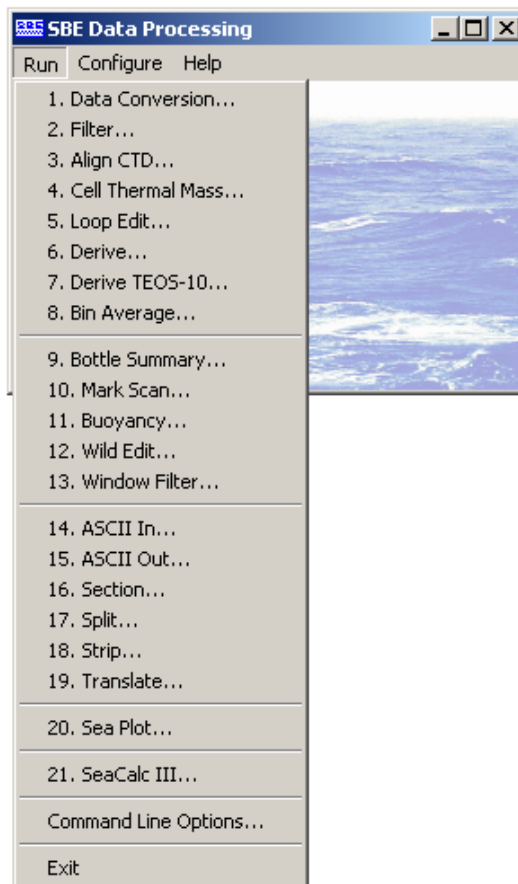 SBE SBE Data Processing
Run Configure Help
1. Data Conversion...
2. Filter...
3. Align CTD...
4. Cell Thermal Mass...
5. Loop Edit...
6. Derive...
7. Derive TEOS-10...
8. Bin Average...
9. Bottle Summary...
10. Mark Scan...
11. Buoyancy...
12. Wild Edit...
13. Window Filter...
14. ASCII In...
15. ASCII Out...
16. Section...
17. Split...
18. Strip...
19. Translate...
20. Sea Plot...
21. SeaCalc III...
Command Line Options...
Exit